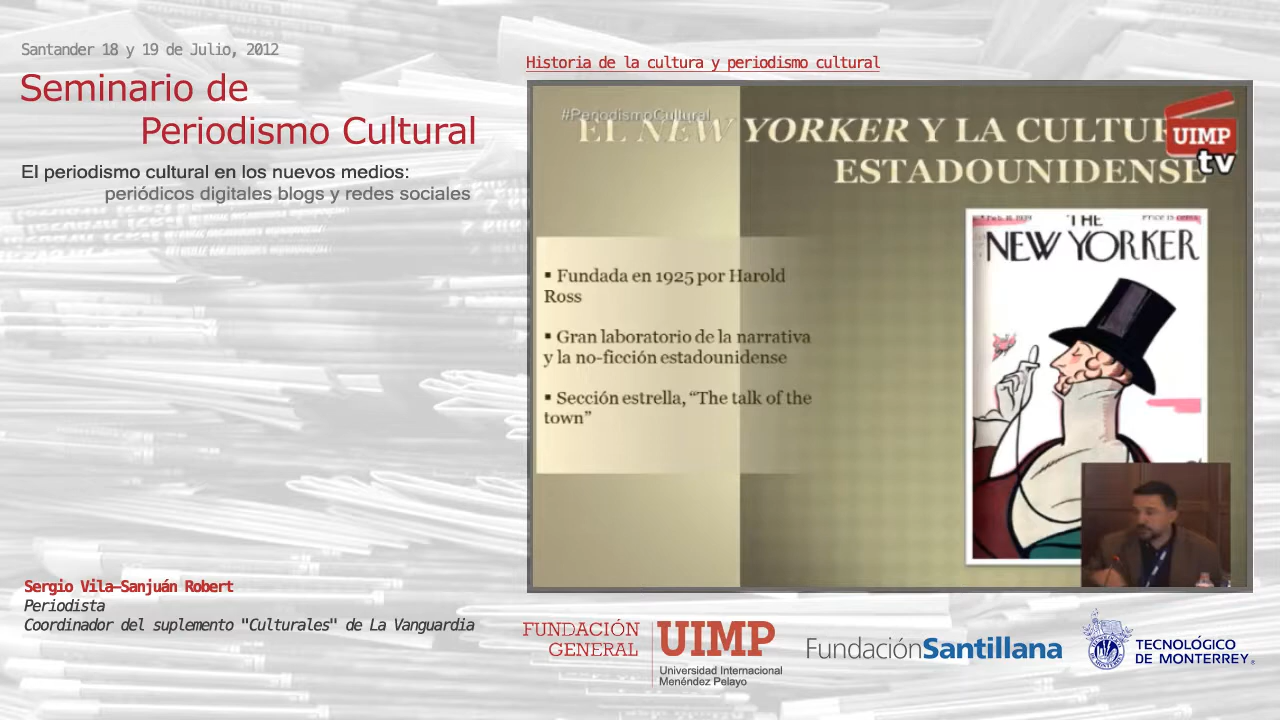 Santander 18 y 19 de Julio, 2012
Seminario de
Periodismo Cultural
El periodismo cultural en los nuevos medios:
periódicos digitales blogs y redes sociales
Historia de la cultura y periodismo cultural
#PeriodismoCultural
EL NEW YORKER Y LA CULTURA
ESTADOUNIDENSE
UIMP
tv
▪ Fundada en 1925 por Harold
Ross
▪ Gran laboratorio de la narrativa
y la no-ficción estadounidense
▪ Sección estrella, “The talk of the
town”
THE
NEW YORKER
Sergio Vila–Sanjuán Robert
Periodista
Coordinador del suplemento "Culturales" de La Vanguardia
FUNDACIÓN
GENERAL
UIMP
Universidad Internacional
Menéndez Pelayo
FundaciónSantillana
TECNOLÓGICO
DE MONTERREY